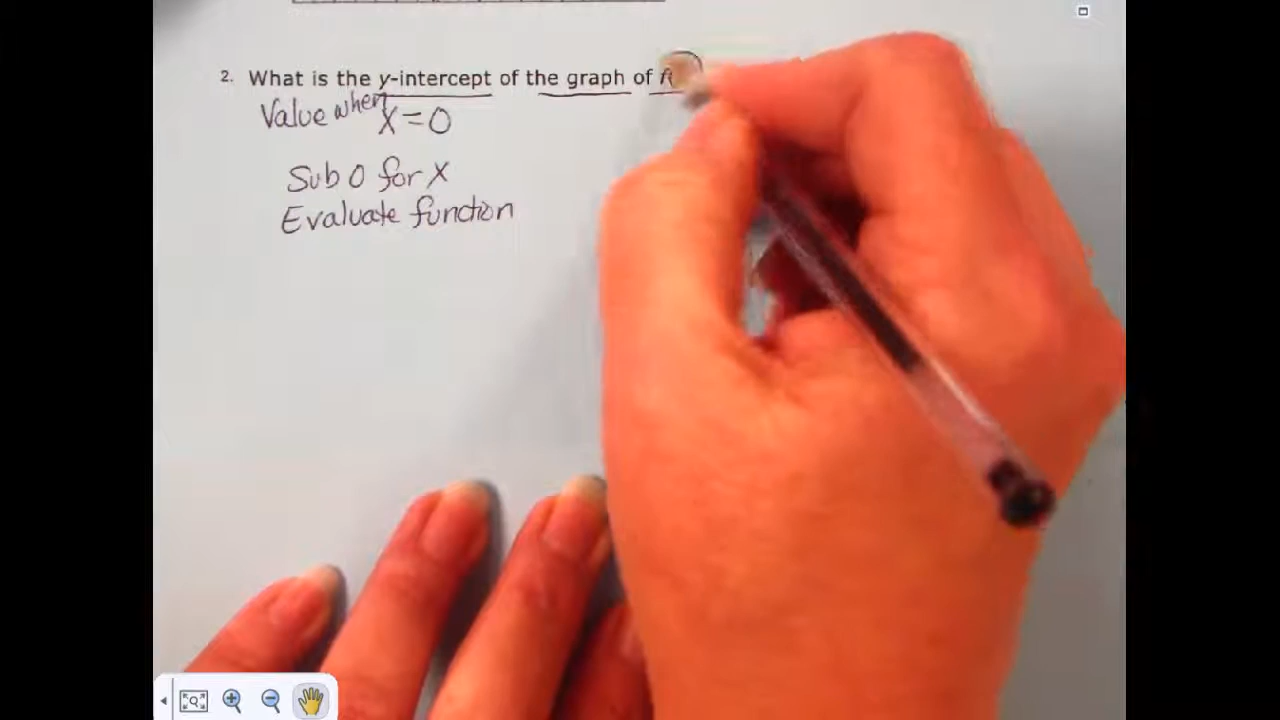 2. What is the y-intercept of the graph of
Value when x = 0
Sub 0 for x
Evaluate function